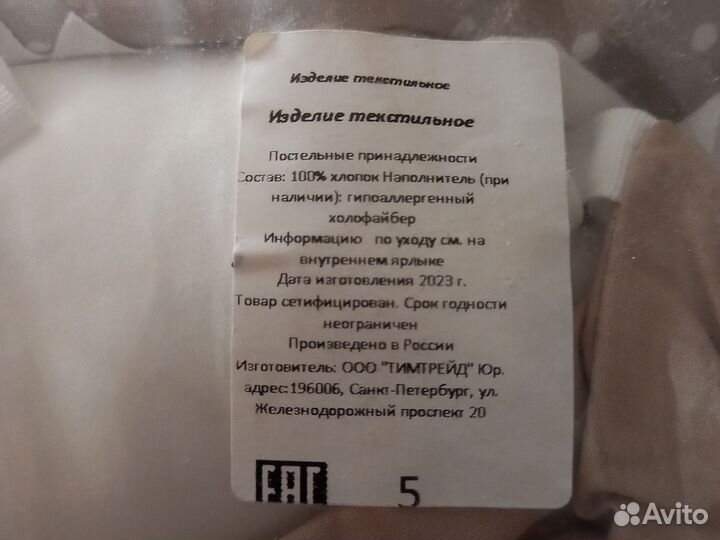 Изделие текстильное
Изделие текстильное
Постельные принадлежности
Состав: 100% хлопок Наполнитель (при
наличии): гипоаллергенный
холофайбер
Информацию по уходу см. на
внутреннем ярлыке
Дата изготовления 2023 г.
Товар сетифицирован. Срок годности
неограничен
Произведено в России
Изготовитель: ООО "ТИМТРЕЙД" Юр.
адрес:196006, Санкт-Петербург, ул.
Железнодорожный проспект 20
EAC 5
Avito